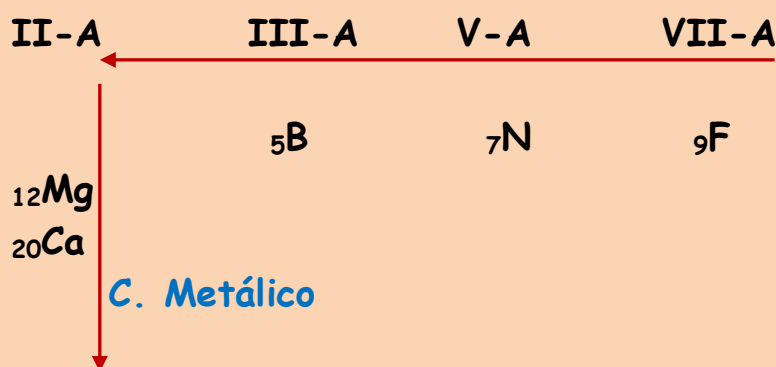 II-A III-A V-A VII-A
₅B ₇N ₉F
₁₂Mg
₂₀Ca
C. Metálico